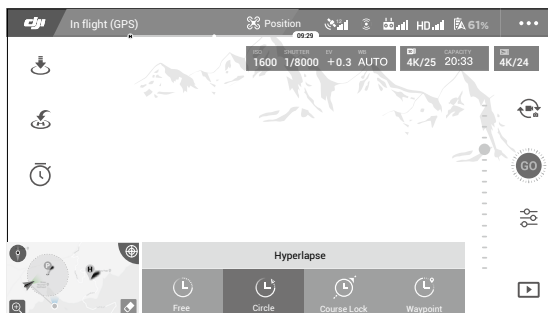 dji In flight (GPS) Position HD 61%
09:29
H
ISO SHUTTER EV WB CAPACITY
1600 1/8000 +0.3 AUTO 4K/25 20:33 4K/24
H
GO
Hyperlapse
H
Free Circle Course Lock Waypoint